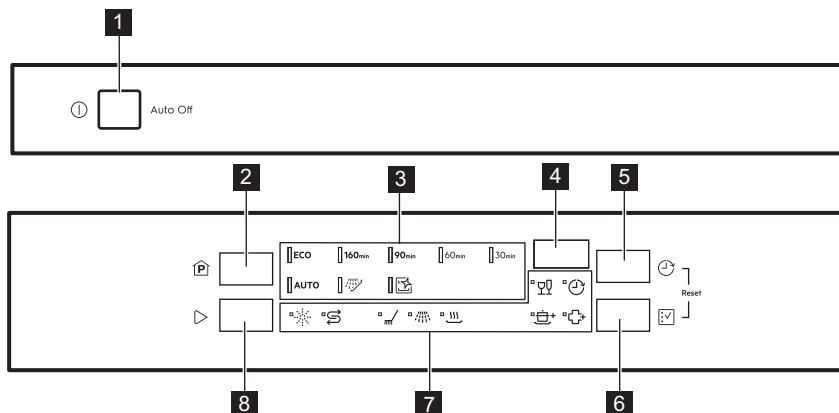 1
Auto Off
2 3 4 5
P ECO 160min 90min 60min 30min
AUTO
Reset
8 7 6